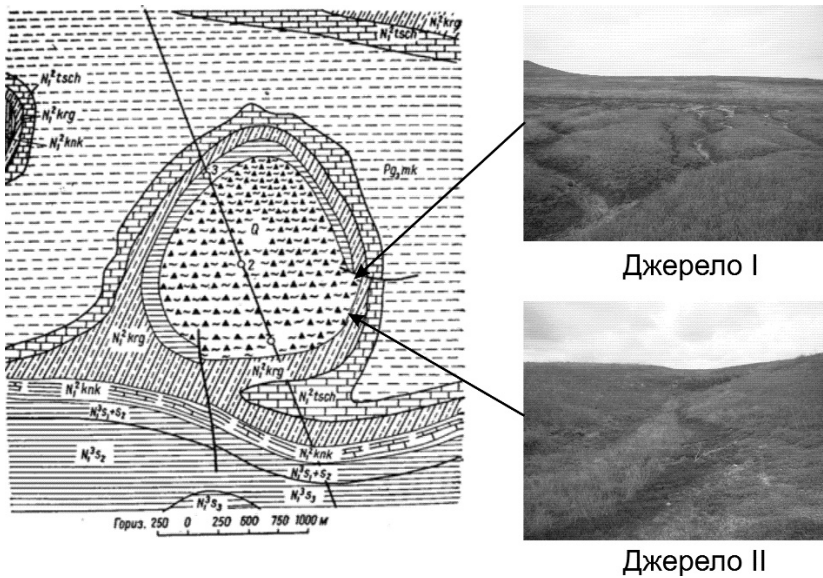 N₁²krg
N₁²tsch
N₁²tsch
N₁²krg
N₁²knk
3
Pg₃mk
Q
2
N₁²krg
N₁²krg
N₁²tsch
N₁²knk
N₁³s₁+s₂
N₁²knk
N₁³s₂
N₁³s₁+s₂
N₁³s₃
N₁³s₃
Гориз. 250 0 250 600 750 1000 м
Джерело I
Джерело II